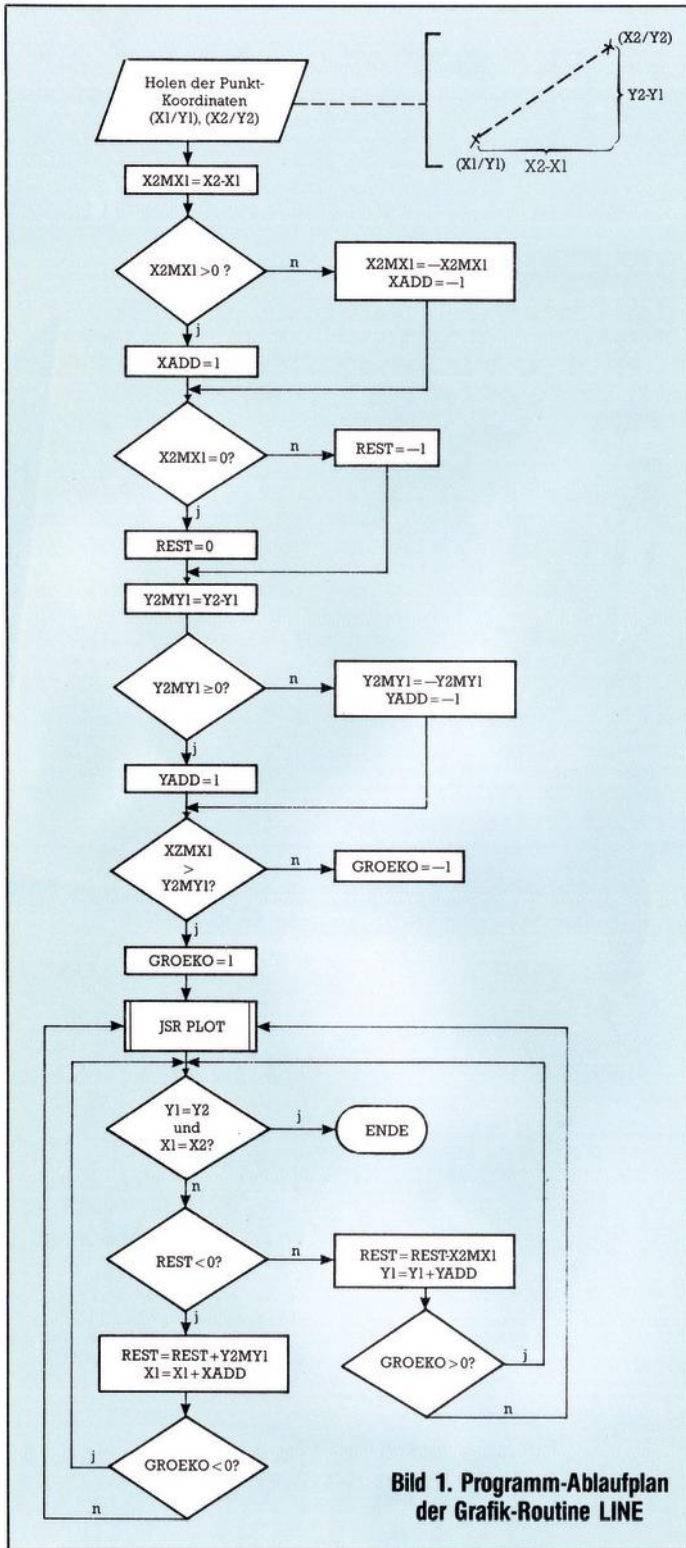 Holen der Punkt-
Koordinaten
(X1/Y1), (X2/Y2)
(X2/Y2)
Y2-Y1
(X1/Y1)
X2-X1
X2MX1=X2-X1
X2MX1>0 ?
n
X2MX1=—X2MX1
XADD=—1
j
XADD=1
X2MX1=0?
n
REST=—1
j
REST=0
Y2MY1=Y2-Y1
Y2MY1≥0?
n
Y2MY1=—Y2MY1
YADD=—1
j
YADD=1
XZMX1
>
Y2MY1?
n
GROEKO=—1
j
GROEKO=1
JSR PLOT
Y1=Y2
und
X1=X2?
j
ENDE
n
REST<0?
n
REST=REST-X2MX1
Y1=Y1+YADD
j
REST=REST+Y2MY1
X1=X1+XADD
GROEKO>0?
j
n
GROEKO<0?
j
n
Bild 1. Programm-Ablaufplan
der Grafik-Routine LINE